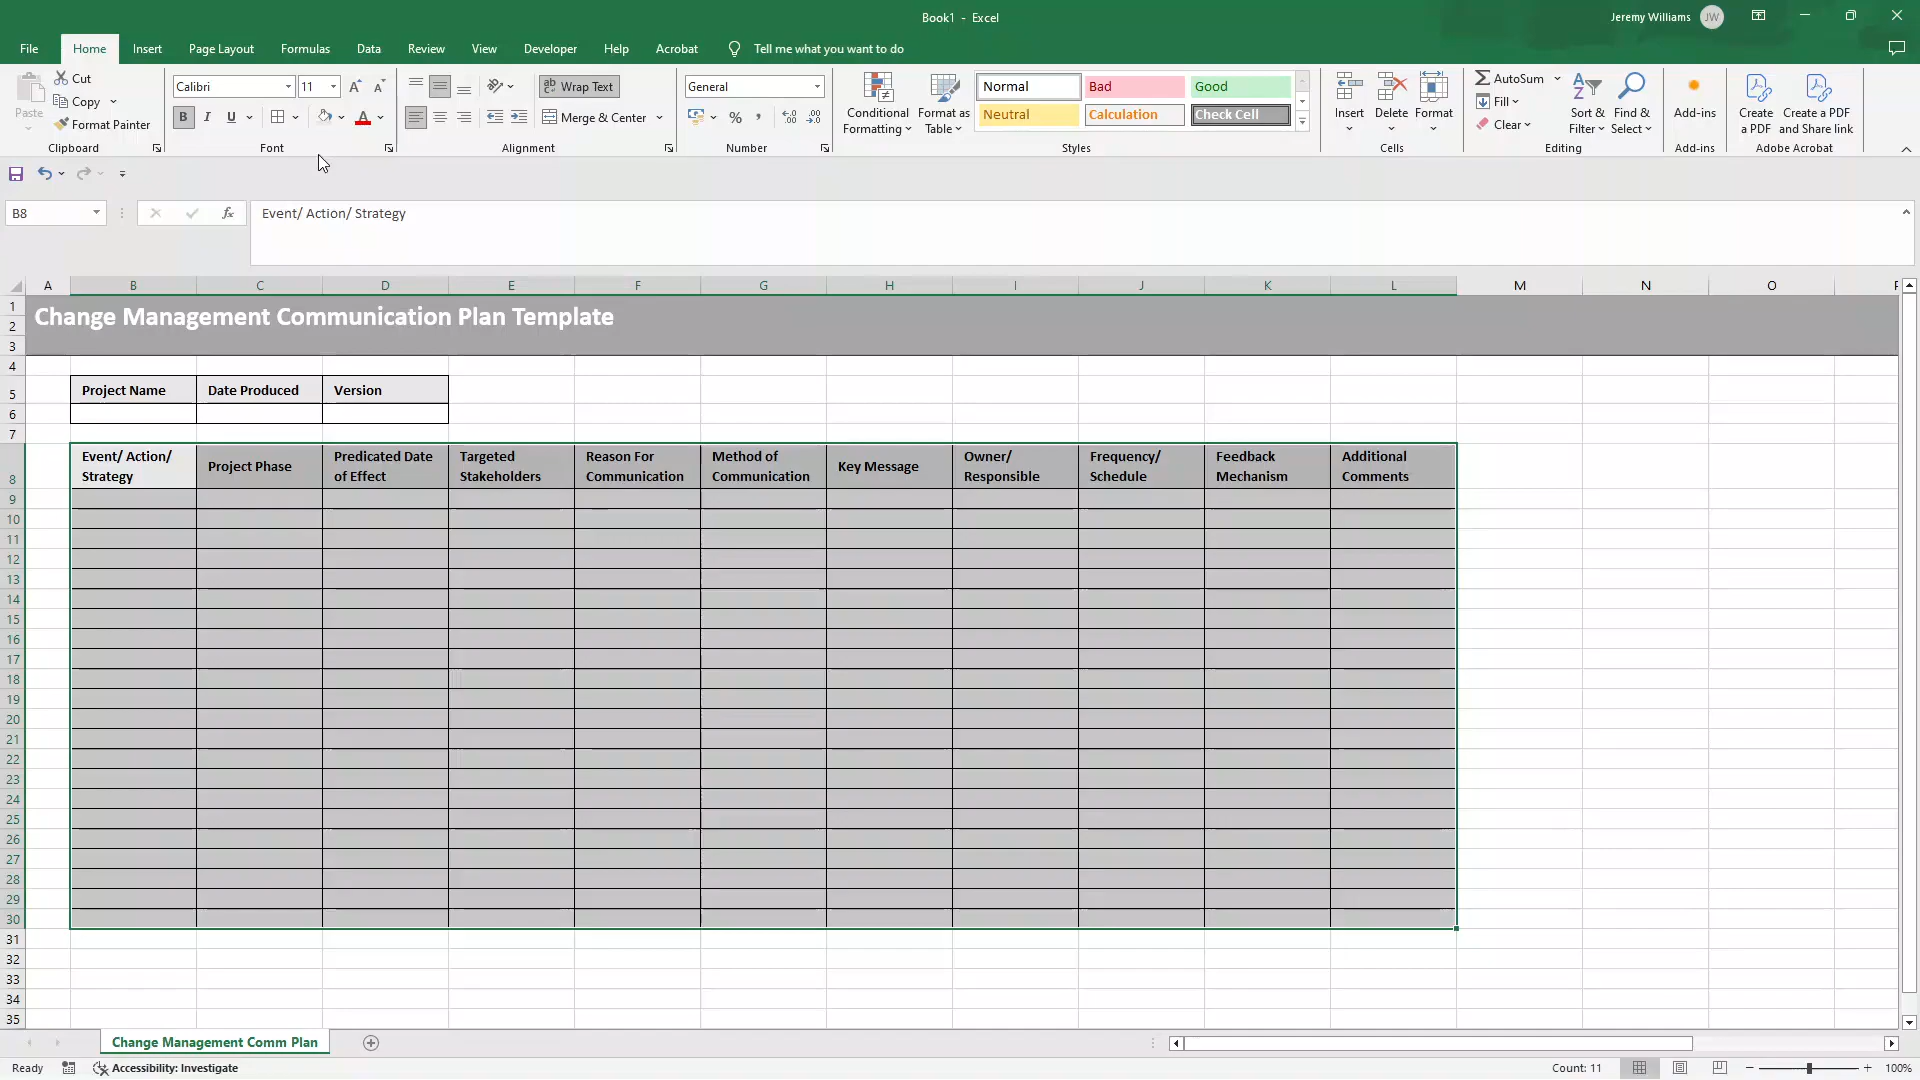 Book1 - Excel
Jeremy Williams JW
File Home Insert Page Layout Formulas Data Review View Developer Help Acrobat Tell me what you want to do
Paste
Cut
Copy
Format Painter
Clipboard
Calibri 11
B I U
Font
Wrap Text
Merge & Center
Alignment
General
% ,
Number
Conditional
Formatting
Format as
Table
Normal Bad Good
Neutral Calculation Check Cell
Styles
Insert Delete Format
Cells
AutoSum
Fill
Clear
Sort &
Filter
Find &
Select
Editing
Add-ins
Add-ins
Create
a PDF
Create a PDF
and Share link
Adobe Acrobat
B8 fx Event/ Action/ Strategy
A B C D E F G H I J K L M N O P
1
2
3
Change Management Communication Plan Template
4
5 Project Name Date Produced Version
6
7
8 Event/ Action/ Strategy Project Phase Predicated Date of Effect Targeted Stakeholders Reason For Communication Method of Communication Key Message Owner/ Responsible Frequency/ Schedule Feedback Mechanism Additional Comments
9
10
11
12
13
14
15
16
17
18
19
20
21
22
23
24
25
26
27
28
29
30
31
32
33
34
35
Change Management Comm Plan
Ready Accessibility: Investigate Count: 11 100%